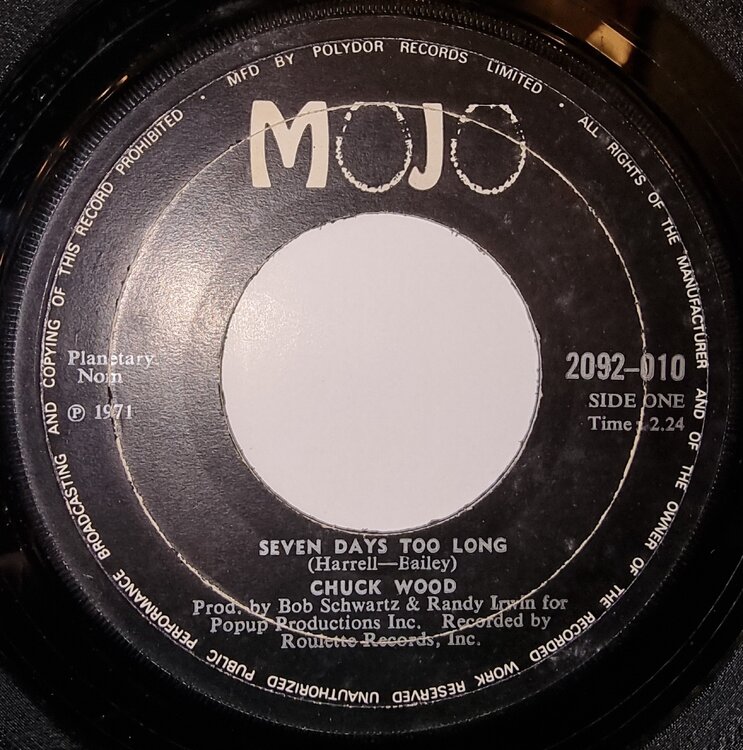 MFD BY POLYDOR RECORDS LIMITED · ALL RIGHTS OF THE MANUFACTURER AND OF THE OWNER OF THE RECORDED WORK RESERVED UNAUTHORIZED PUBLIC PERFORMANCE BROADCASTING AND COPYING OF THIS RECORD PROHIBITED ·
MOJO
Planetary
Nom
℗ 1971
2092-010
SIDE ONE
Time : 2.24
SEVEN DAYS TOO LONG
(Harrell—Bailey)
CHUCK WOOD
Prod. by Bob Schwartz & Randy Irwin for
Popup Productions Inc. Recorded by
Roulette Records, Inc.